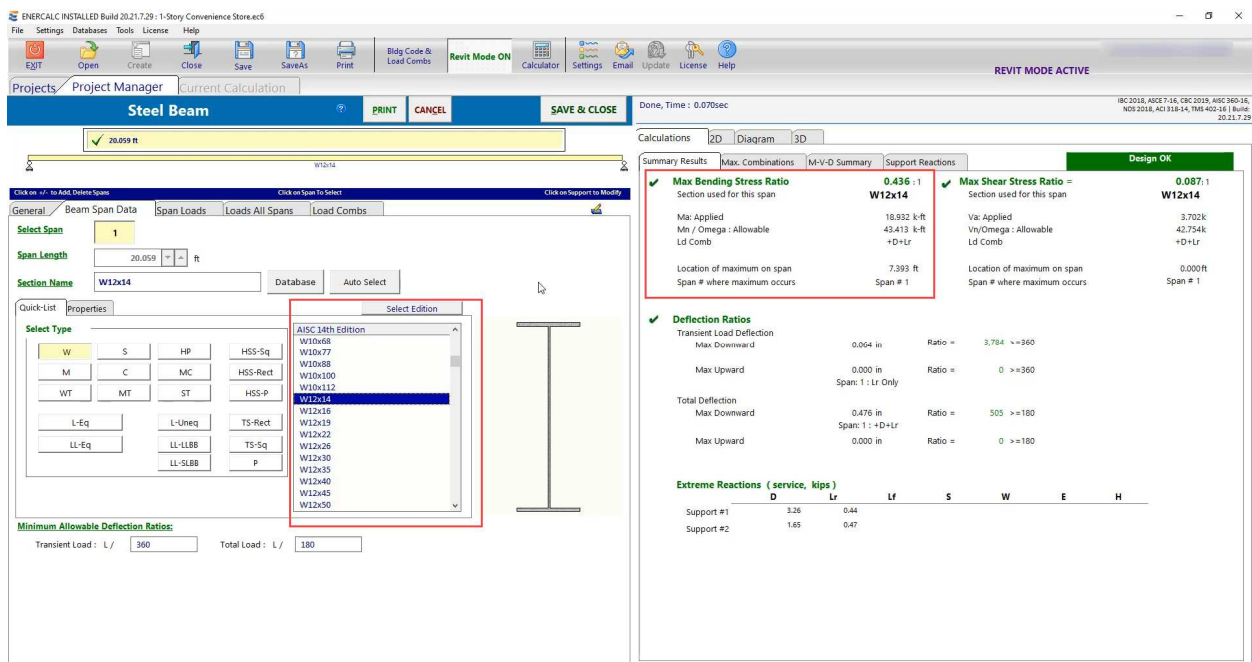 ENERCALC INSTALLED Build 20.21.7.29 : 1-Story Convenience Store.ec6
File Settings Databases Tools License Help
EXIT Open Create Close Save SaveAs Print Bldg Code & Load Combs Revit Mode ON Calculator Settings Email Update License Help
REVIT MODE ACTIVE
Projects Project Manager Current Calculation
Steel Beam ? PRINT CANCEL SAVE & CLOSE
Done, Time : 0.070sec
IBC 2018, ASCE 7-16, CBC 2019, AISC 360-16,
NDS 2018, ACI 318-14, TMS 402-16 | Build:
20.21.7.29
20.059 ft
W12x14
Click on +/- to Add, Delete Spans Click on Span To Select Click on Support to Modify
General Beam Span Data Span Loads Loads All Spans Load Combs
Select Span 1
Span Length 20.059 ft
Section Name W12x14 Database Auto Select
Quick-List Properties Select Edition
Select Type
W S HP HSS-Sq
M C MC HSS-Rect
WT MT ST HSS-P
L-Eq L-Uneq TS-Rect
LL-Eq LL-LLBB TS-Sq
LL-SLBB P
AISC 14th Edition
W10x68
W10x77
W10x88
W10x100
W10x112
W12x14
W12x16
W12x19
W12x22
W12x26
W12x30
W12x35
W12x40
W12x45
W12x50
Minimum Allowable Deflection Ratios:
Transient Load : L / 360 Total Load : L / 180
Calculations 2D Diagram 3D
Summary Results Max. Combinations M-V-D Summary Support Reactions Design OK
Max Bending Stress Ratio 0.436 : 1
Section used for this span W12x14
Ma: Applied 18.932 k-ft
Mn / Omega : Allowable 43.413 k-ft
Ld Comb +D+Lr
Location of maximum on span 7.393 ft
Span # where maximum occurs Span # 1
Max Shear Stress Ratio = 0.087 : 1
Section used for this span W12x14
Va: Applied 3.702k
Vn/Omega : Allowable 42.754k
Ld Comb +D+Lr
Location of maximum on span 0.000ft
Span # where maximum occurs Span # 1
Deflection Ratios
Transient Load Deflection
Max Downward 0.064 in Ratio = 3,784 >=360
Max Upward 0.000 in Ratio = 0 >=360
Span: 1 : Lr Only
Total Deflection
Max Downward 0.476 in Ratio = 505 >=180
Span: 1 : +D+Lr
Max Upward 0.000 in Ratio = 0 >=180
Extreme Reactions ( service, kips )
D Lr Lf S W E H
Support #1 3.26 0.44
Support #2 1.65 0.47